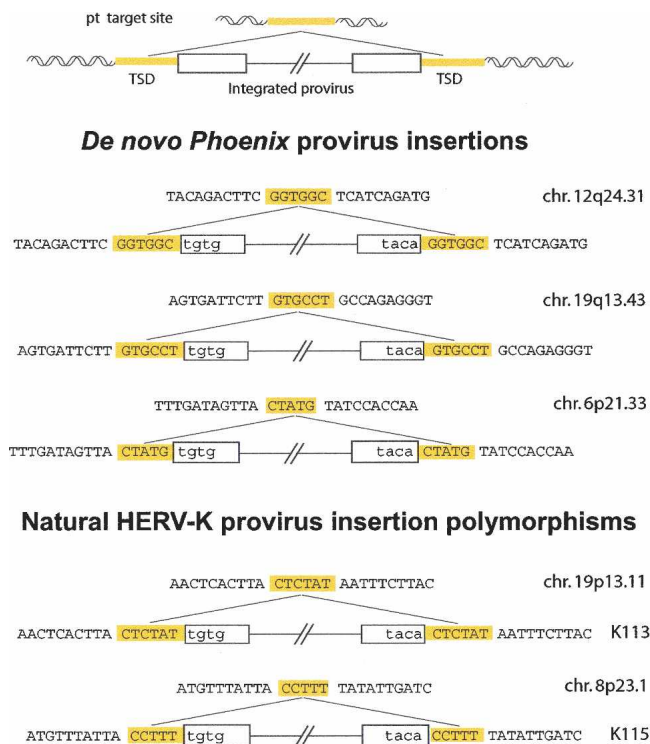 pt target site
TSD
TSD
Integrated provirus
De novo Phoenix provirus insertions
TACAGACTTC GGTGGC TCATCAGATG chr.12q24.31
TACAGACTTC GGTGGC tgtg taca GGTGGC TCATCAGATG
AGTGATTCTT GTGCCT GCCAGAGGGT chr.19q13.43
AGTGATTCTT GTGCCT tgtg taca GTGCCT GCCAGAGGGT
TTTGATAGTTA CTATG TATCCACCAA chr.6p21.33
TTTGATAGTTA CTATG tgtg taca CTATG TATCCACCAA
Natural HERV-K provirus insertion polymorphisms
AACTCACTTA CTCTAT AATTTCTTAC chr.19p13.11
AACTCACTTA CTCTAT tgtg taca CTCTAT AATTTCTTAC K113
ATGTTTATTA CCTTT TATATTGATC chr.8p23.1
ATGTTTATTA CCTTT tgtg taca CCTTT TATATTGATC K115